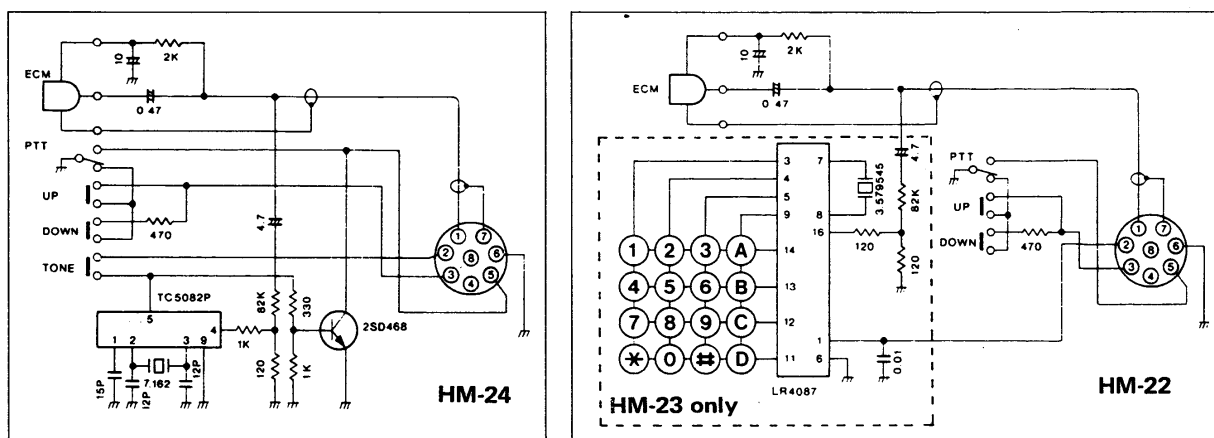 10
2K
ECM
0 47
PTT
UP
DOWN
470
TONE
4.7
1 7
2 8 6
3 4 5
TC5082P
5
4
1 2 3 9
82K
330
1K
2SD468
120
1K
15P
12P
7.162
12P
HM-24
10
2K
ECM
0 47
4.7
3 7
4
5 8
9 16
14
13
12
11
1
6
3.579545
82K
120
120
1 2 3 A
4 5 6 B
7 8 9 C
* 0 # D
LR4087
0.01
HM-23 only
PTT
UP
DOWN
470
1 7
2 8 6
3 4 5
HM-22